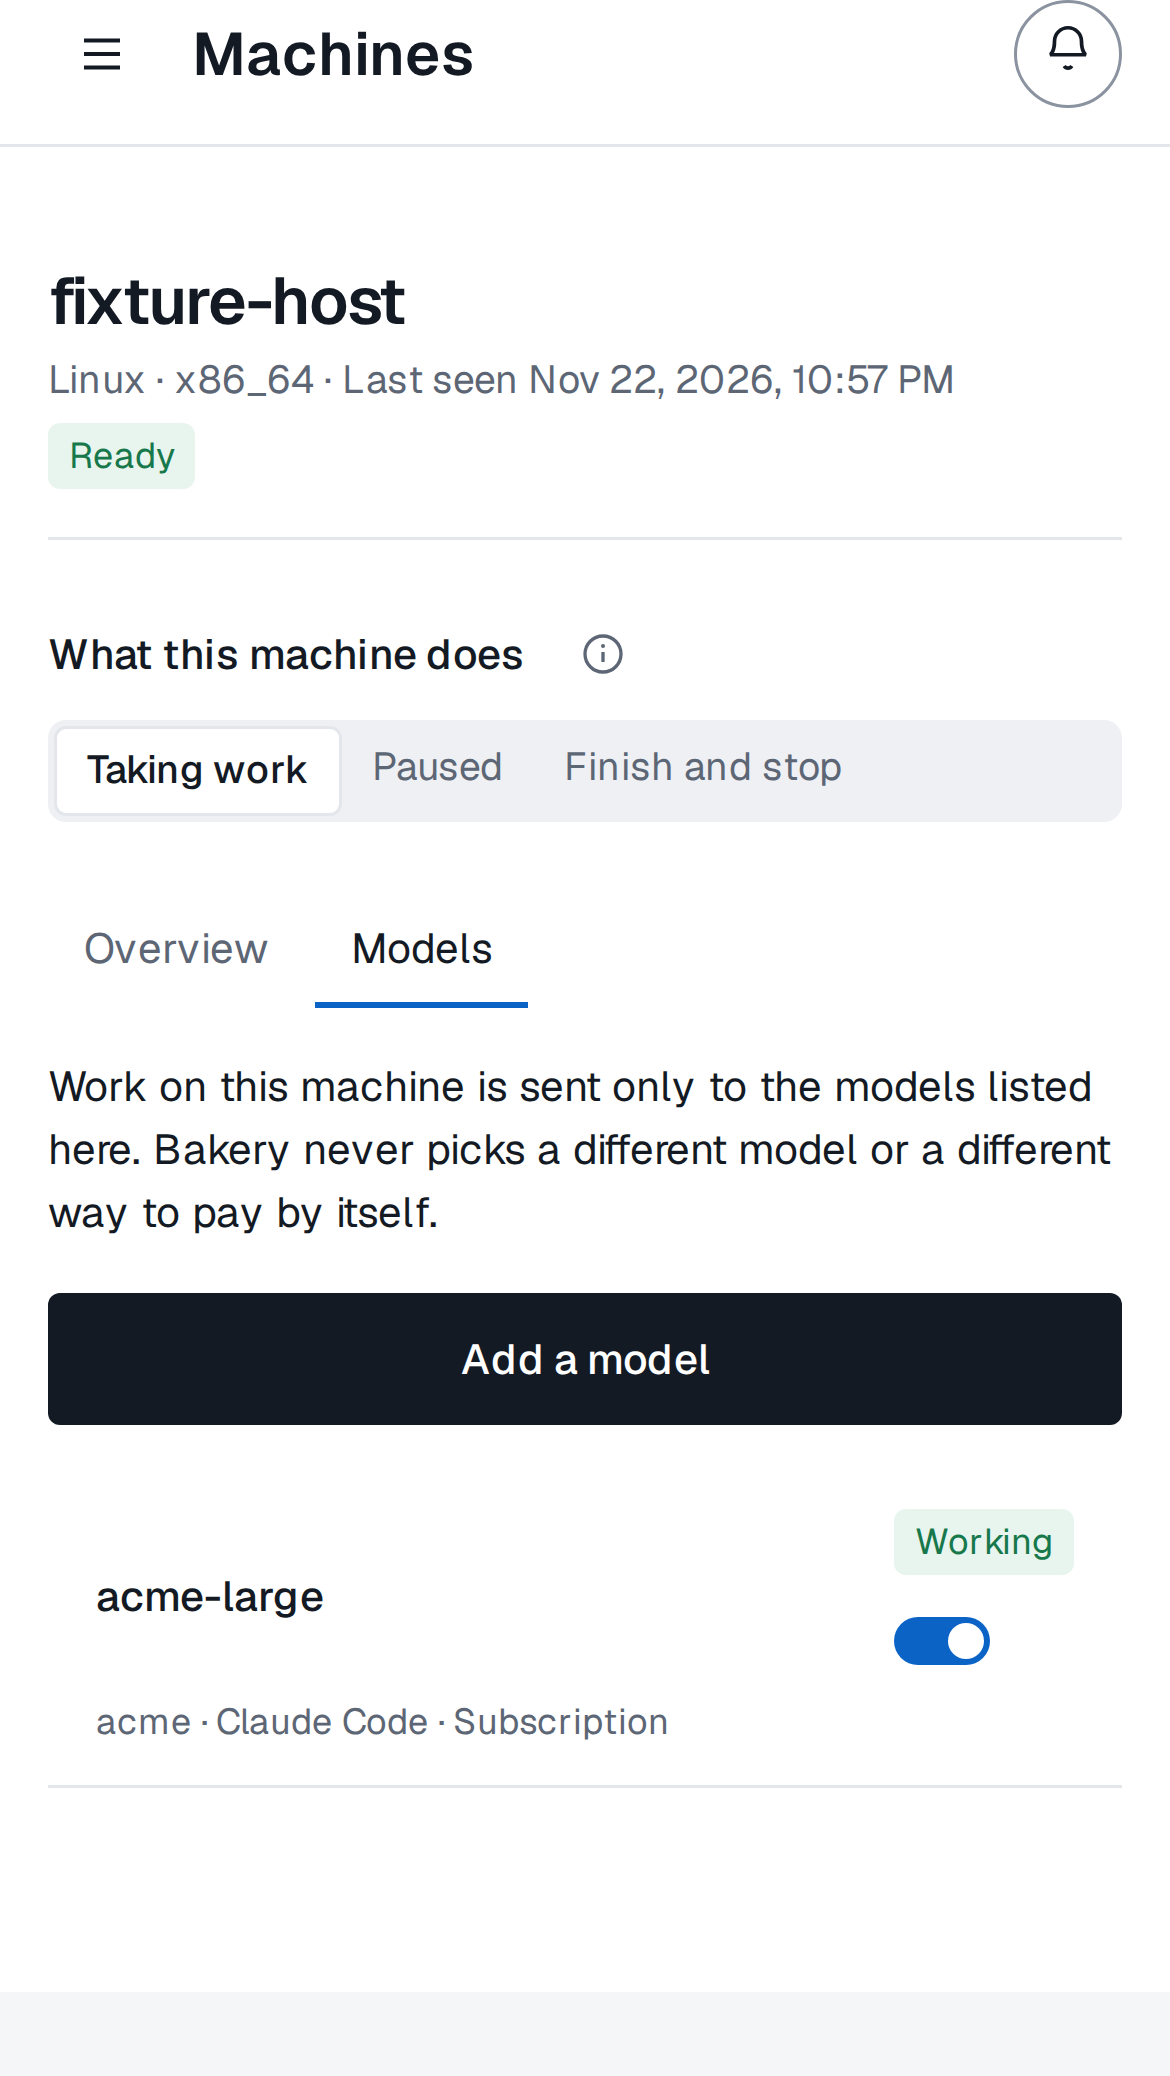 Machines
fixture-host
Linux · x86_64 · Last seen Nov 22, 2026, 10:57 PM
Ready
What this machine does
Taking work Paused Finish and stop
Overview Models
Work on this machine is sent only to the models listed
here. Bakery never picks a different model or a different
way to pay by itself.
Add a model
Working
acme-large
acme · Claude Code · Subscription